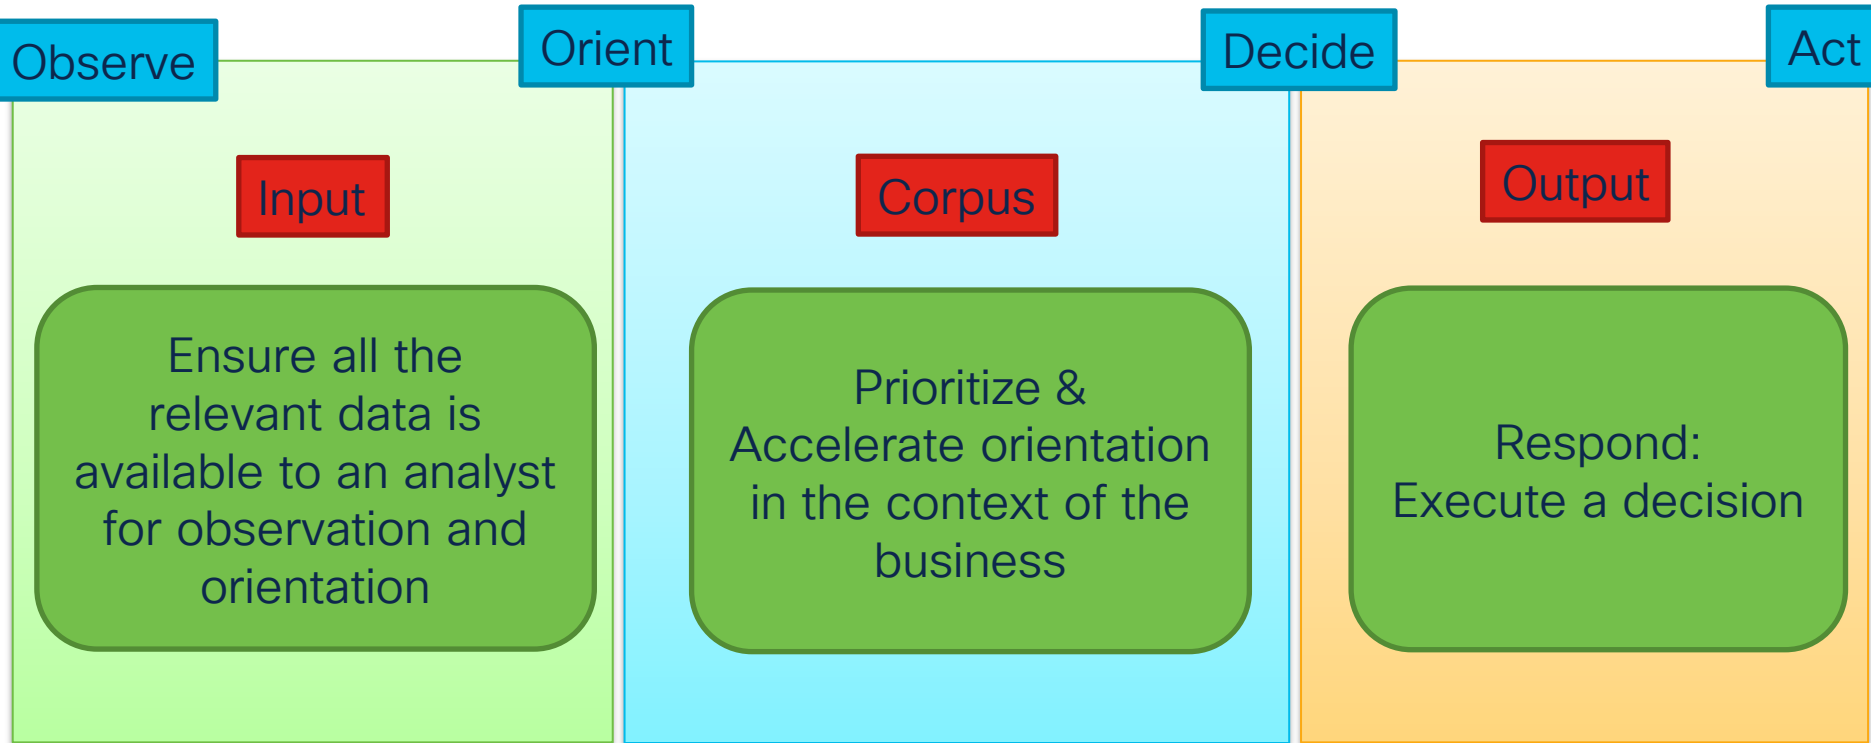 Observe
Orient
Decide
Act
Input
Corpus
Output
Ensure all the
relevant data is
available to an analyst
for observation and
orientation
Prioritize &
Accelerate orientation
in the context of the
business
Respond:
Execute a decision